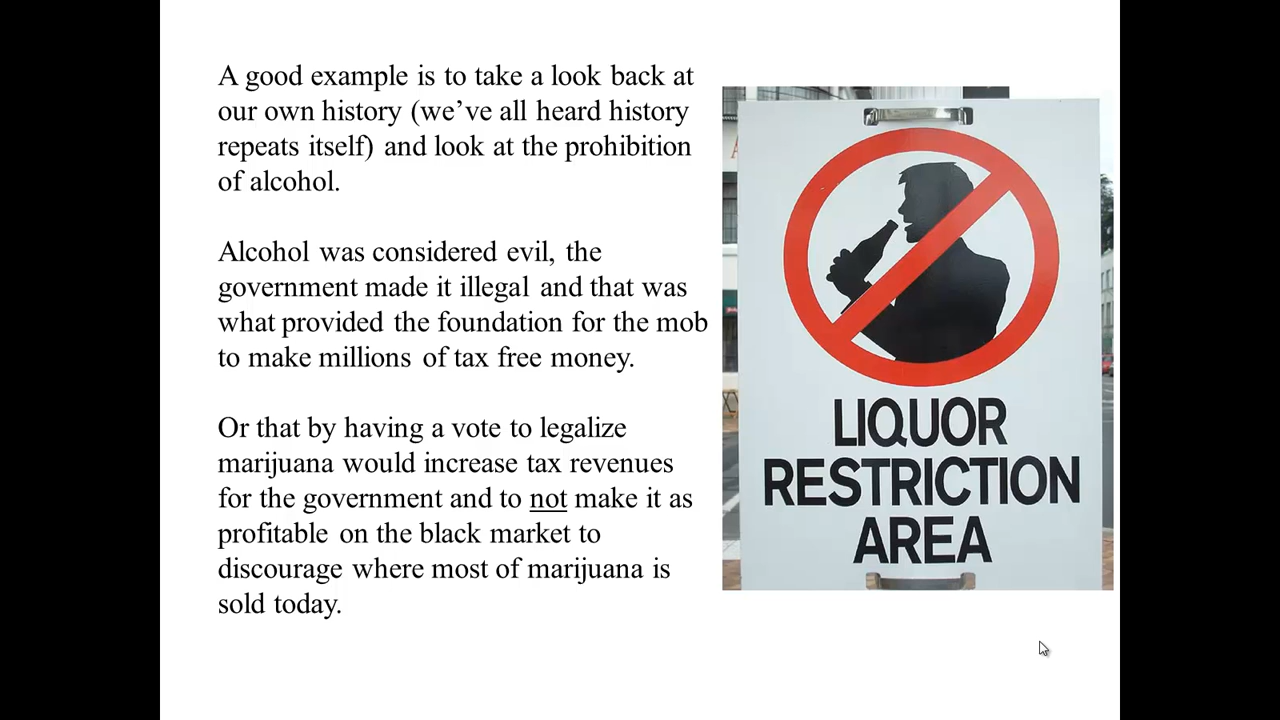 A good example is to take a look back at
our own history (we’ve all heard history
repeats itself) and look at the prohibition
of alcohol.
Alcohol was considered evil, the
government made it illegal and that was
what provided the foundation for the mob
to make millions of tax free money.
Or that by having a vote to legalize
marijuana would increase tax revenues
for the government and to not make it as
profitable on the black market to
discourage where most of marijuana is
sold today.
LIQUOR
RESTRICTION
AREA